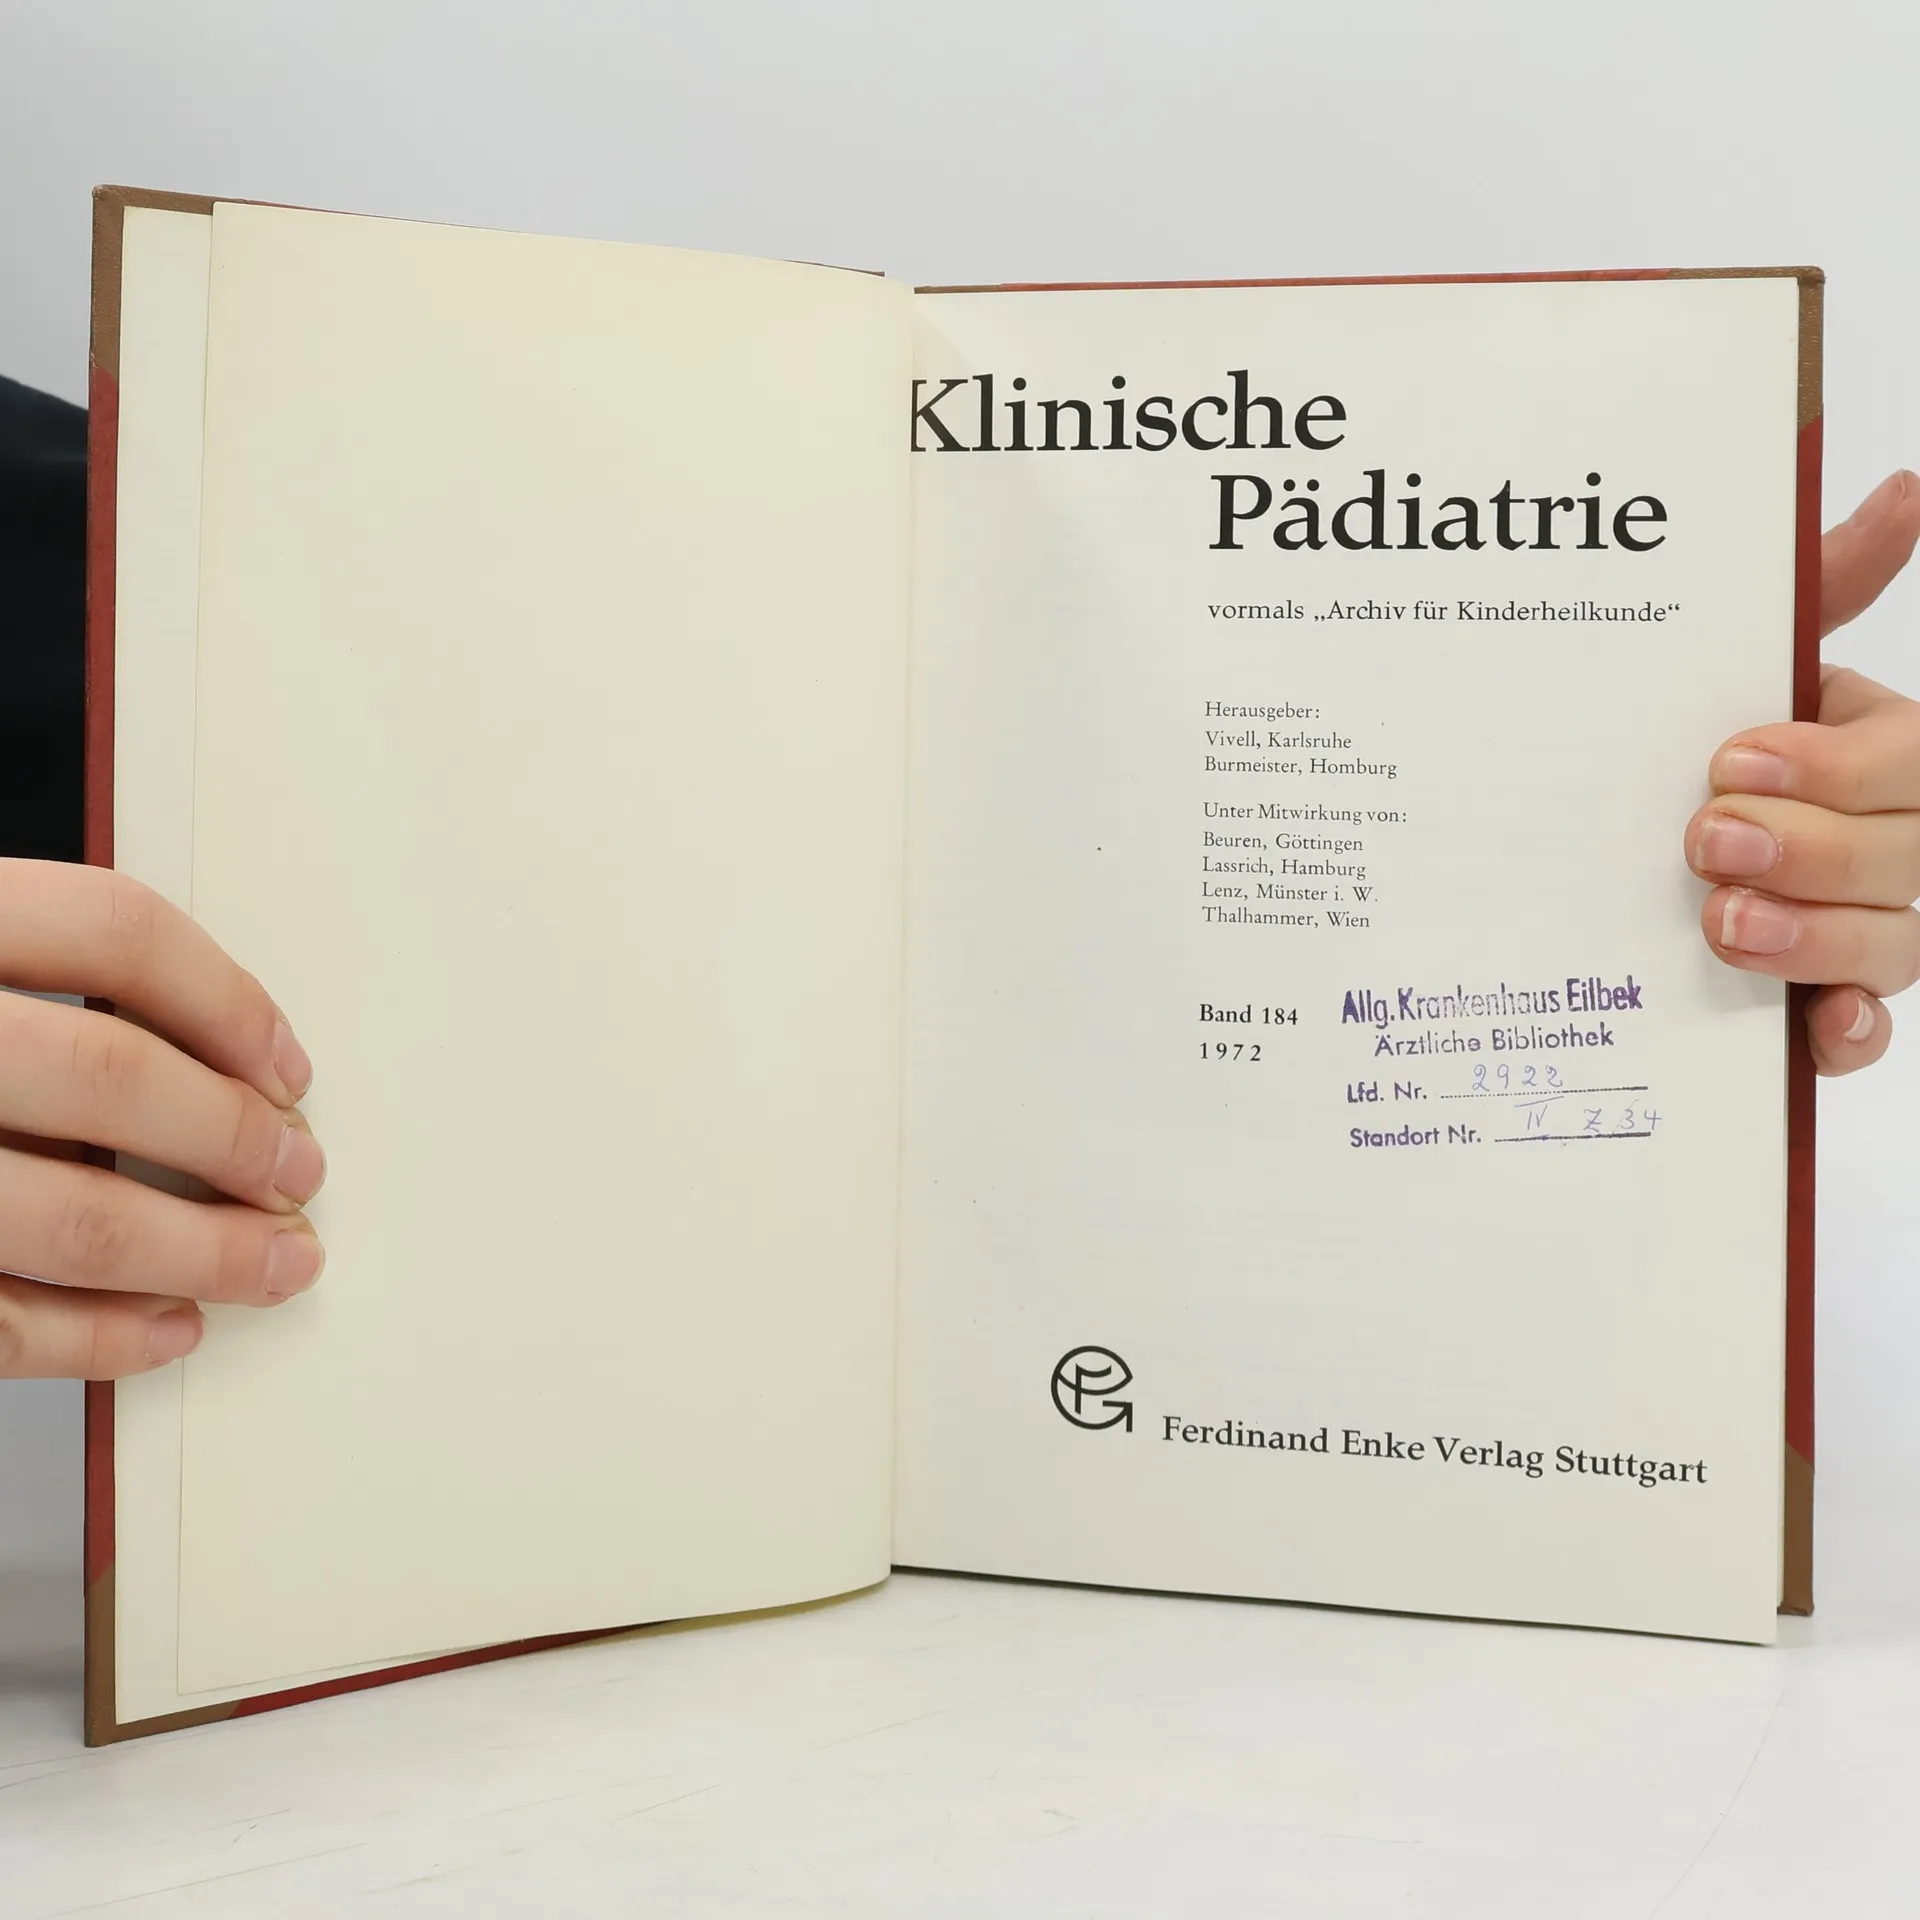 Klinische
Pädiatrie
vormals „Archiv für Kinderheilkunde“
Herausgeber:
Vivell, Karlsruhe
Burmeister, Homburg
Unter Mitwirkung von:
Beuren, Göttingen
Lassrich, Hamburg
Lenz, Münster i. W.
Thalhammer, Wien
Band 184
1972
Allg. Krankenhaus Eilbek
Ärztliche Bibliothek
Lfd. Nr. 2922
Standort Nr. IV Z 34
Ferdinand Enke Verlag Stuttgart